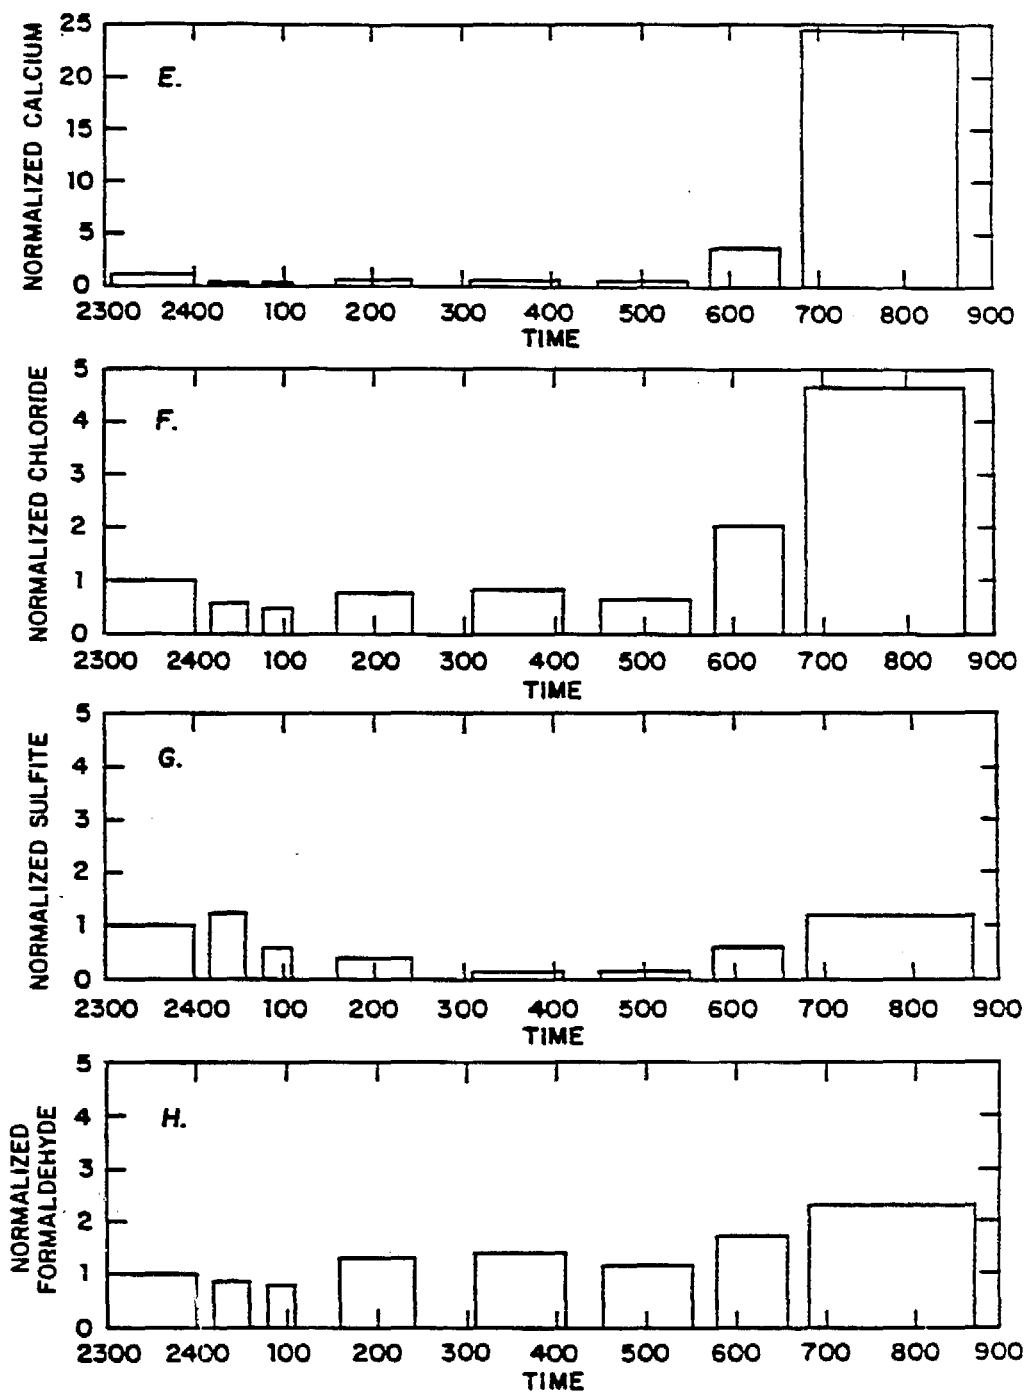 NORMALIZED CALCIUM
25
20
15
10
5
0
E.
2300 2400 100 200 300 400 500 600 700 800 900
TIME
NORMALIZED CHLORIDE
5
4
3
2
1
0
F.
2300 2400 100 200 300 400 500 600 700 800 900
TIME
NORMALIZED SULFITE
5
4
3
2
1
0
G.
2300 2400 100 200 300 400 500 600 700 800 900
TIME
NORMALIZED
FORMALDEHYDE
5
4
3
2
1
0
H.
2300 2400 100 200 300 400 500 600 700 800 900
TIME